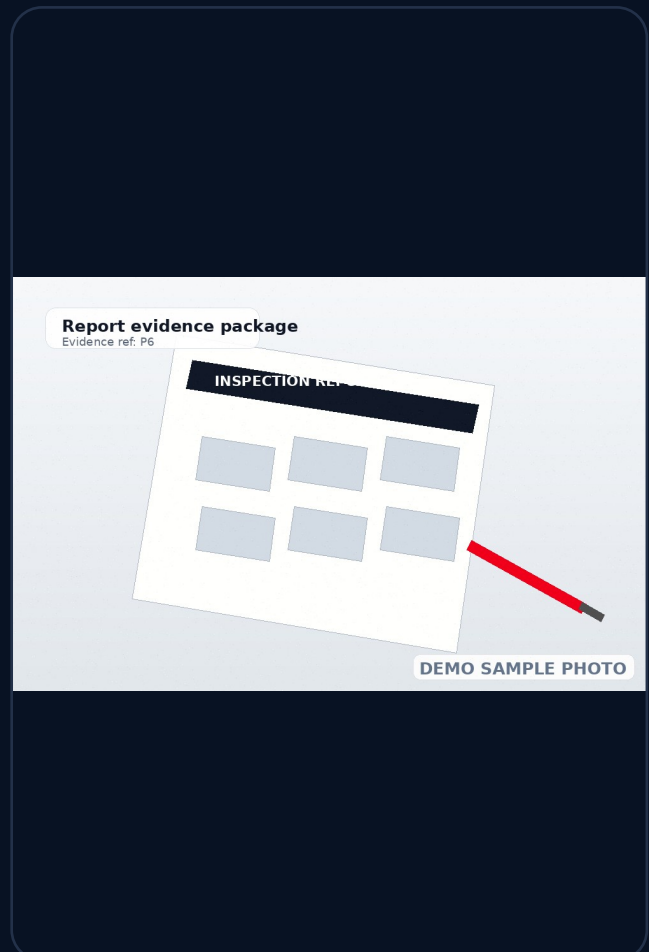 Report evidence package
Evidence ref: P6
INSPECTION
DEMO SAMPLE PHOTO